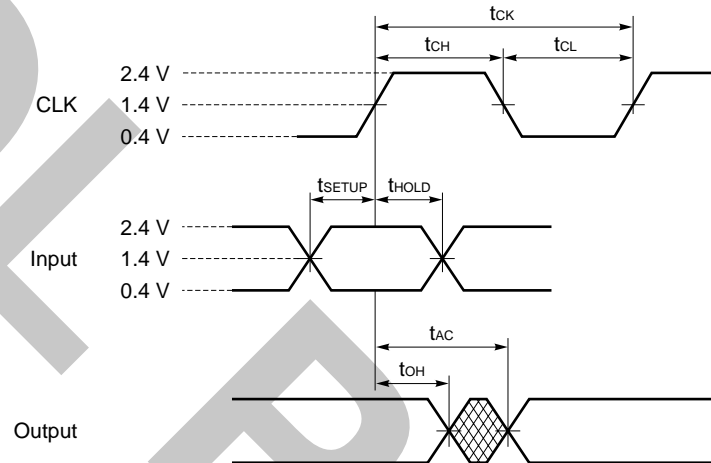 tCK
tCH tCL
2.4 V
CLK 1.4 V
0.4 V
tSETUP tHOLD
2.4 V
Input 1.4 V
0.4 V
tAC
tOH
Output